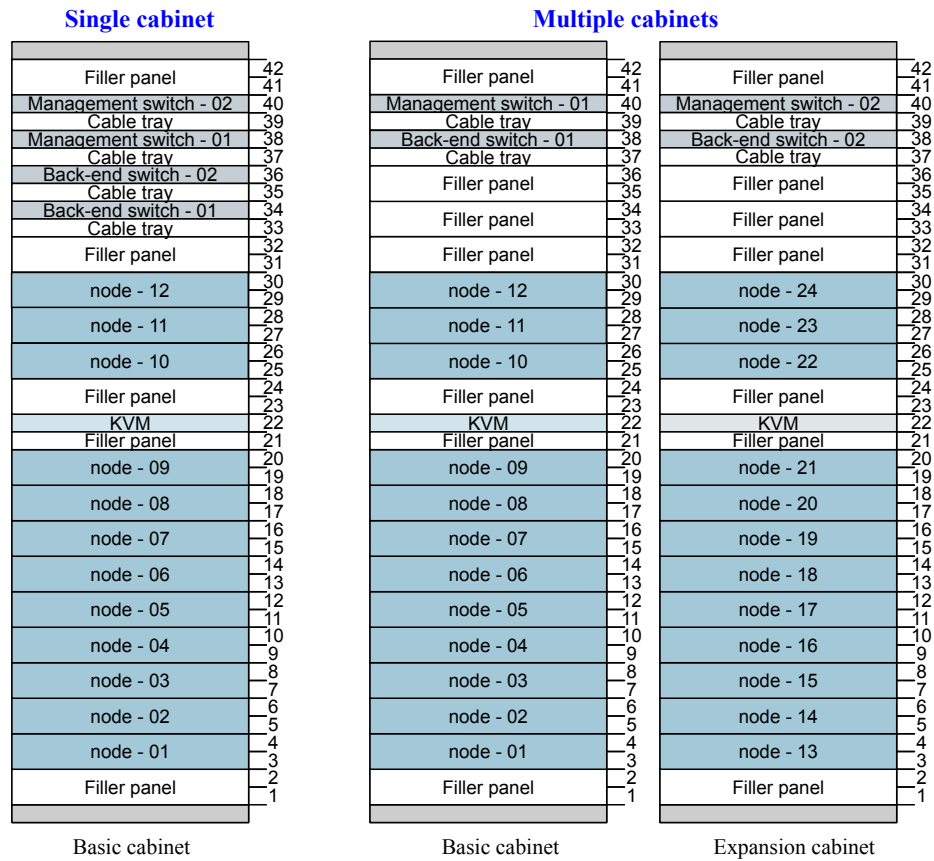 Single cabinet
Filler panel
Management switch - 02
Cable tray
Management switch - 01
Cable tray
Back-end switch - 02
Cable tray
Back-end switch - 01
Cable tray
Filler panel
node - 12
node - 11
node - 10
Filler panel
KVM
Filler panel
node - 09
node - 08
node - 07
node - 06
node - 05
node - 04
node - 03
node - 02
node - 01
Filler panel
42
41
40
39
38
37
36
35
34
33
32
31
30
29
28
27
26
25
24
23
22
21
20
19
18
17
16
15
14
13
12
11
10
9
8
7
6
5
4
3
2
1
Basic cabinet
Multiple cabinets
Filler panel
Management switch - 01
Cable tray
Back-end switch - 01
Cable tray
Filler panel
Filler panel
Filler panel
node - 12
node - 11
node - 10
Filler panel
KVM
Filler panel
node - 09
node - 08
node - 07
node - 06
node - 05
node - 04
node - 03
node - 02
node - 01
Filler panel
42
41
40
39
38
37
36
35
34
33
32
31
30
29
28
27
26
25
24
23
22
21
20
19
18
17
16
15
14
13
12
11
10
9
8
7
6
5
4
3
2
1
Basic cabinet
Filler panel
Management switch - 02
Cable tray
Back-end switch - 02
Cable tray
Filler panel
Filler panel
Filler panel
node - 24
node - 23
node - 22
Filler panel
KVM
Filler panel
node - 21
node - 20
node - 19
node - 18
node - 17
node - 16
node - 15
node - 14
node - 13
Filler panel
42
41
40
39
38
37
36
35
34
33
32
31
30
29
28
27
26
25
24
23
22
21
20
19
18
17
16
15
14
13
12
11
10
9
8
7
6
5
4
3
2
1
Expansion cabinet